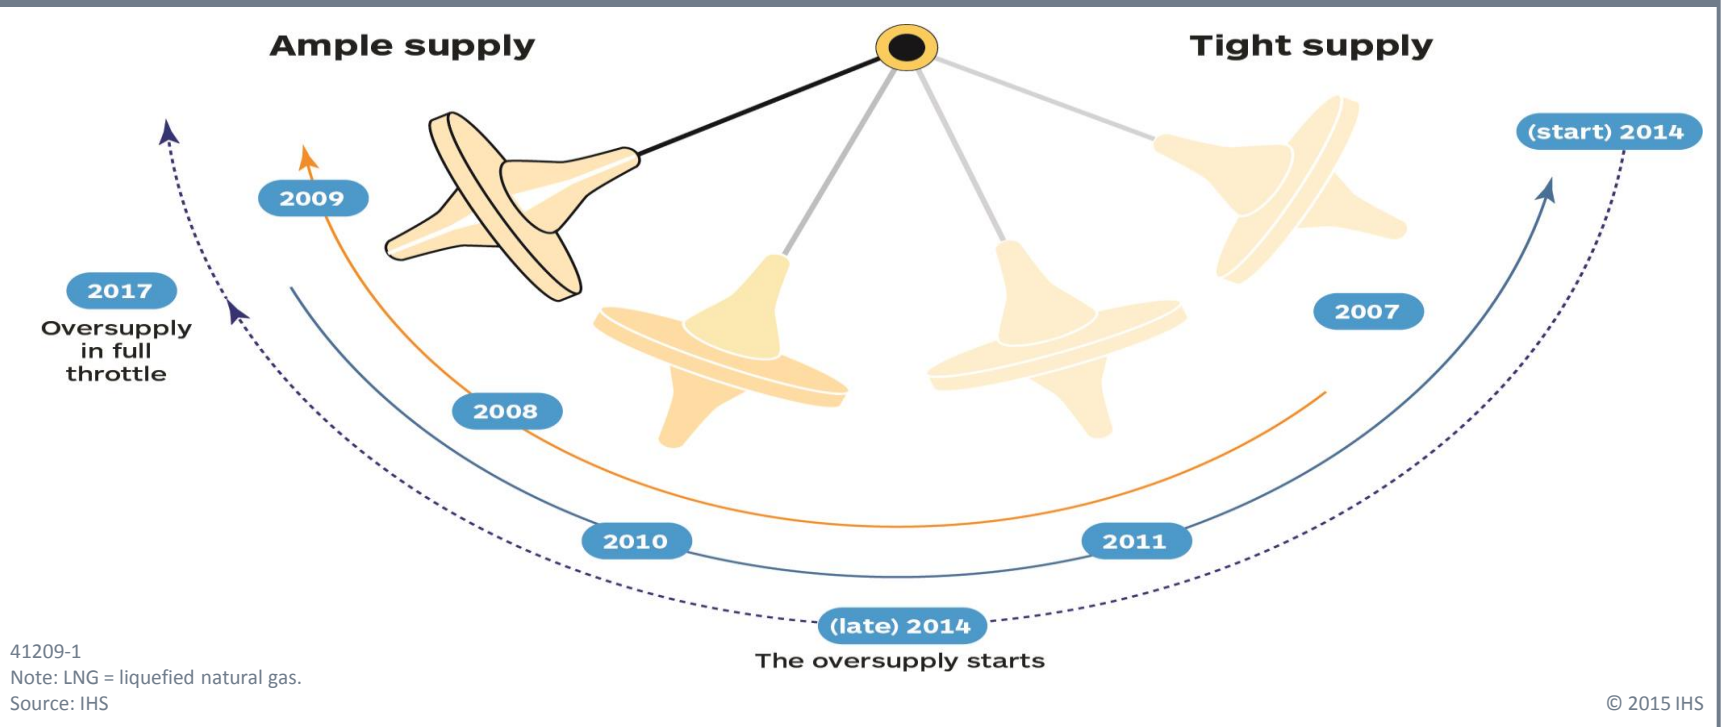 Ample supply
Tight supply
(start) 2014
2009
2017
Oversupply
in full
throttle
2007
2008
2010
2011
(late) 2014
The oversupply starts
41209-1
Note: LNG = liquefied natural gas.
Source: IHS
© 2015 IHS